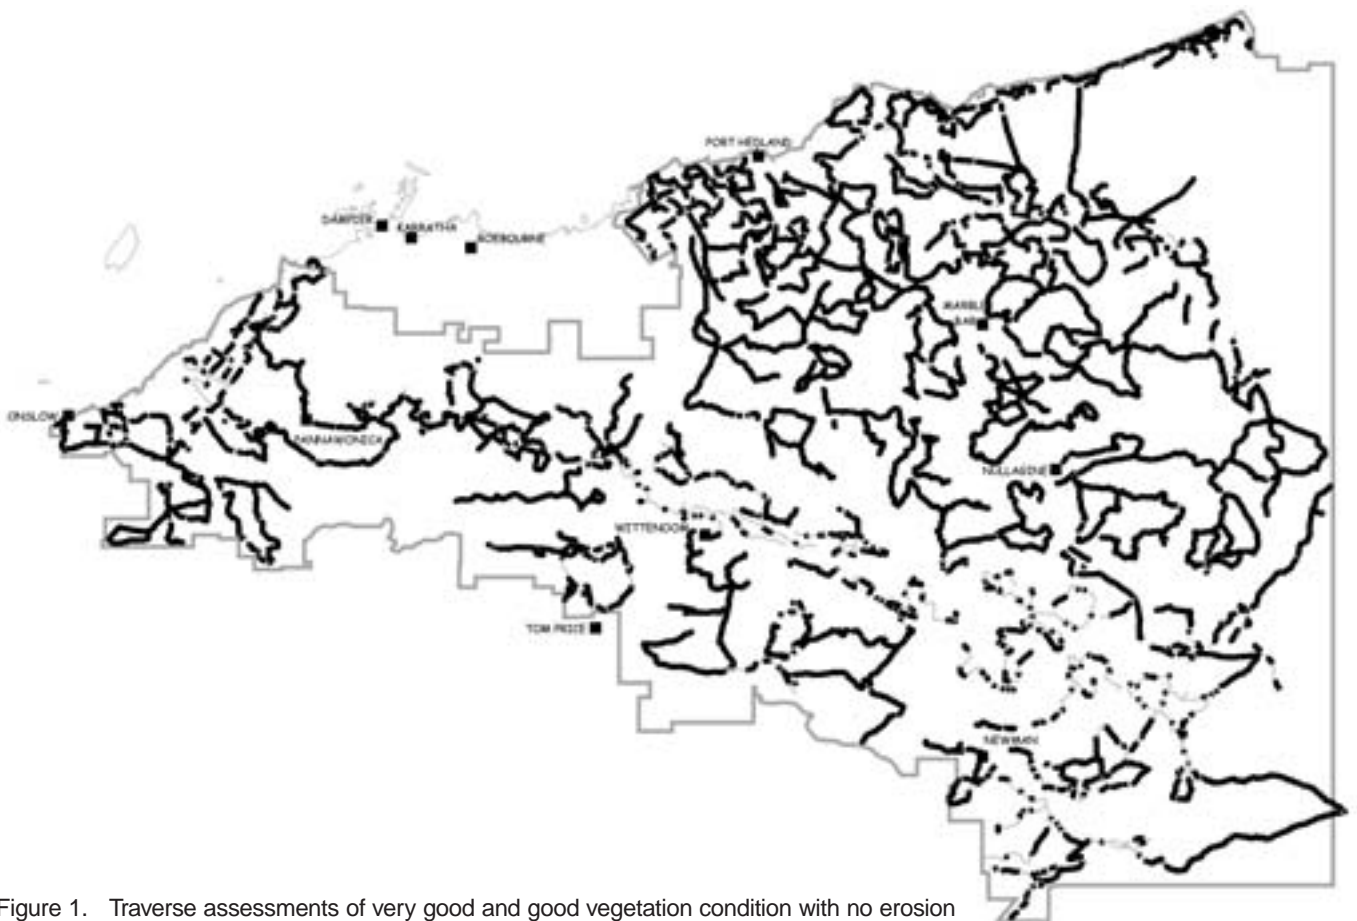 PORT HEDLAND
DAMPIER
KARRATHA
ROEBOURNE
MARBLE
BAR
ONSLOW
PANNAWONICA
NULLAGINE
WITTENOOM
TOM PRICE
NEWMAN
Figure 1. Traverse assessments of very good and good vegetation condition with no erosion